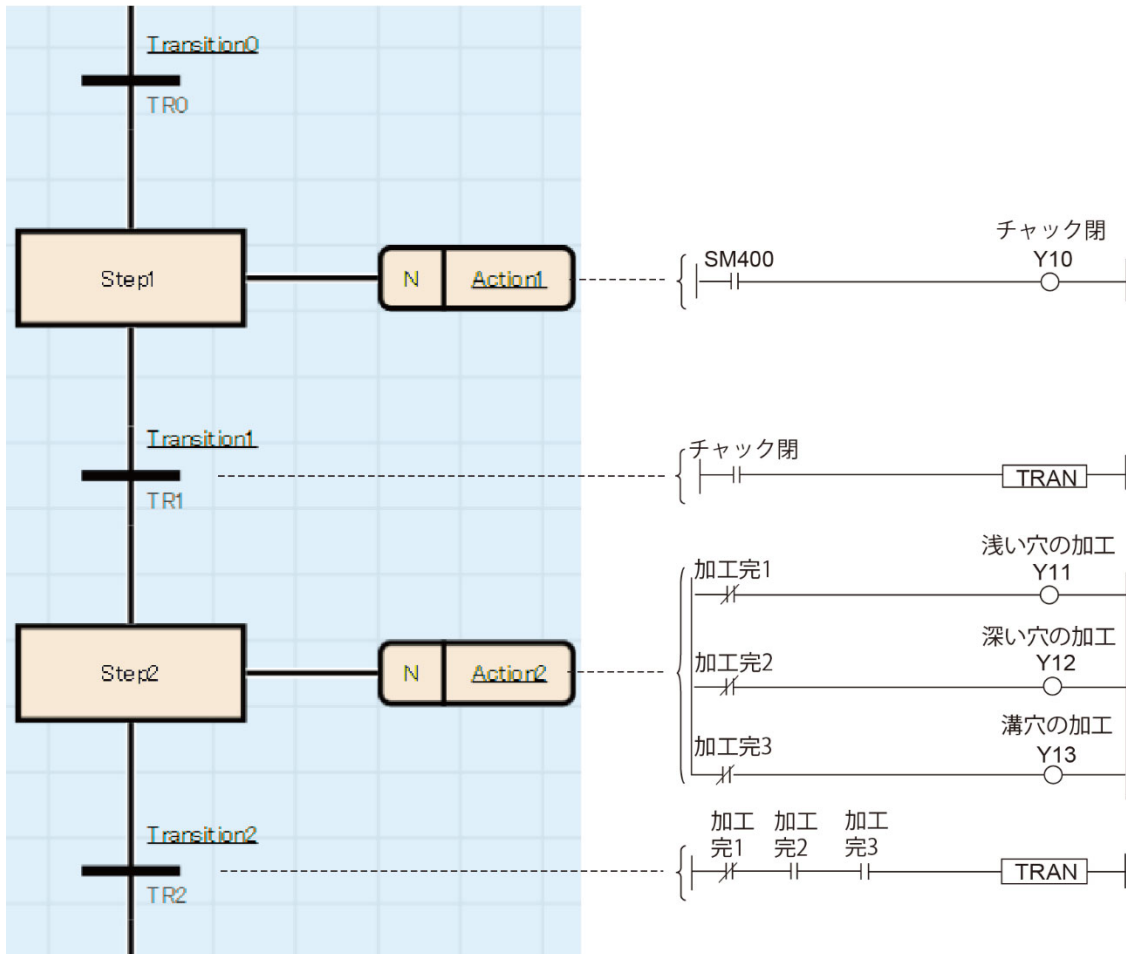 Transition0
TR0
Step1
N
Action1
SM400
チャック閉
Y10
Transition1
TR1
チャック閉
TRAN
Step2
N
Action2
加工完1
浅い穴の加工
Y11
加工完2
深い穴の加工
Y12
加工完3
溝穴の加工
Y13
Transition2
TR2
加工
完1
加工
完2
加工
完3
TRAN